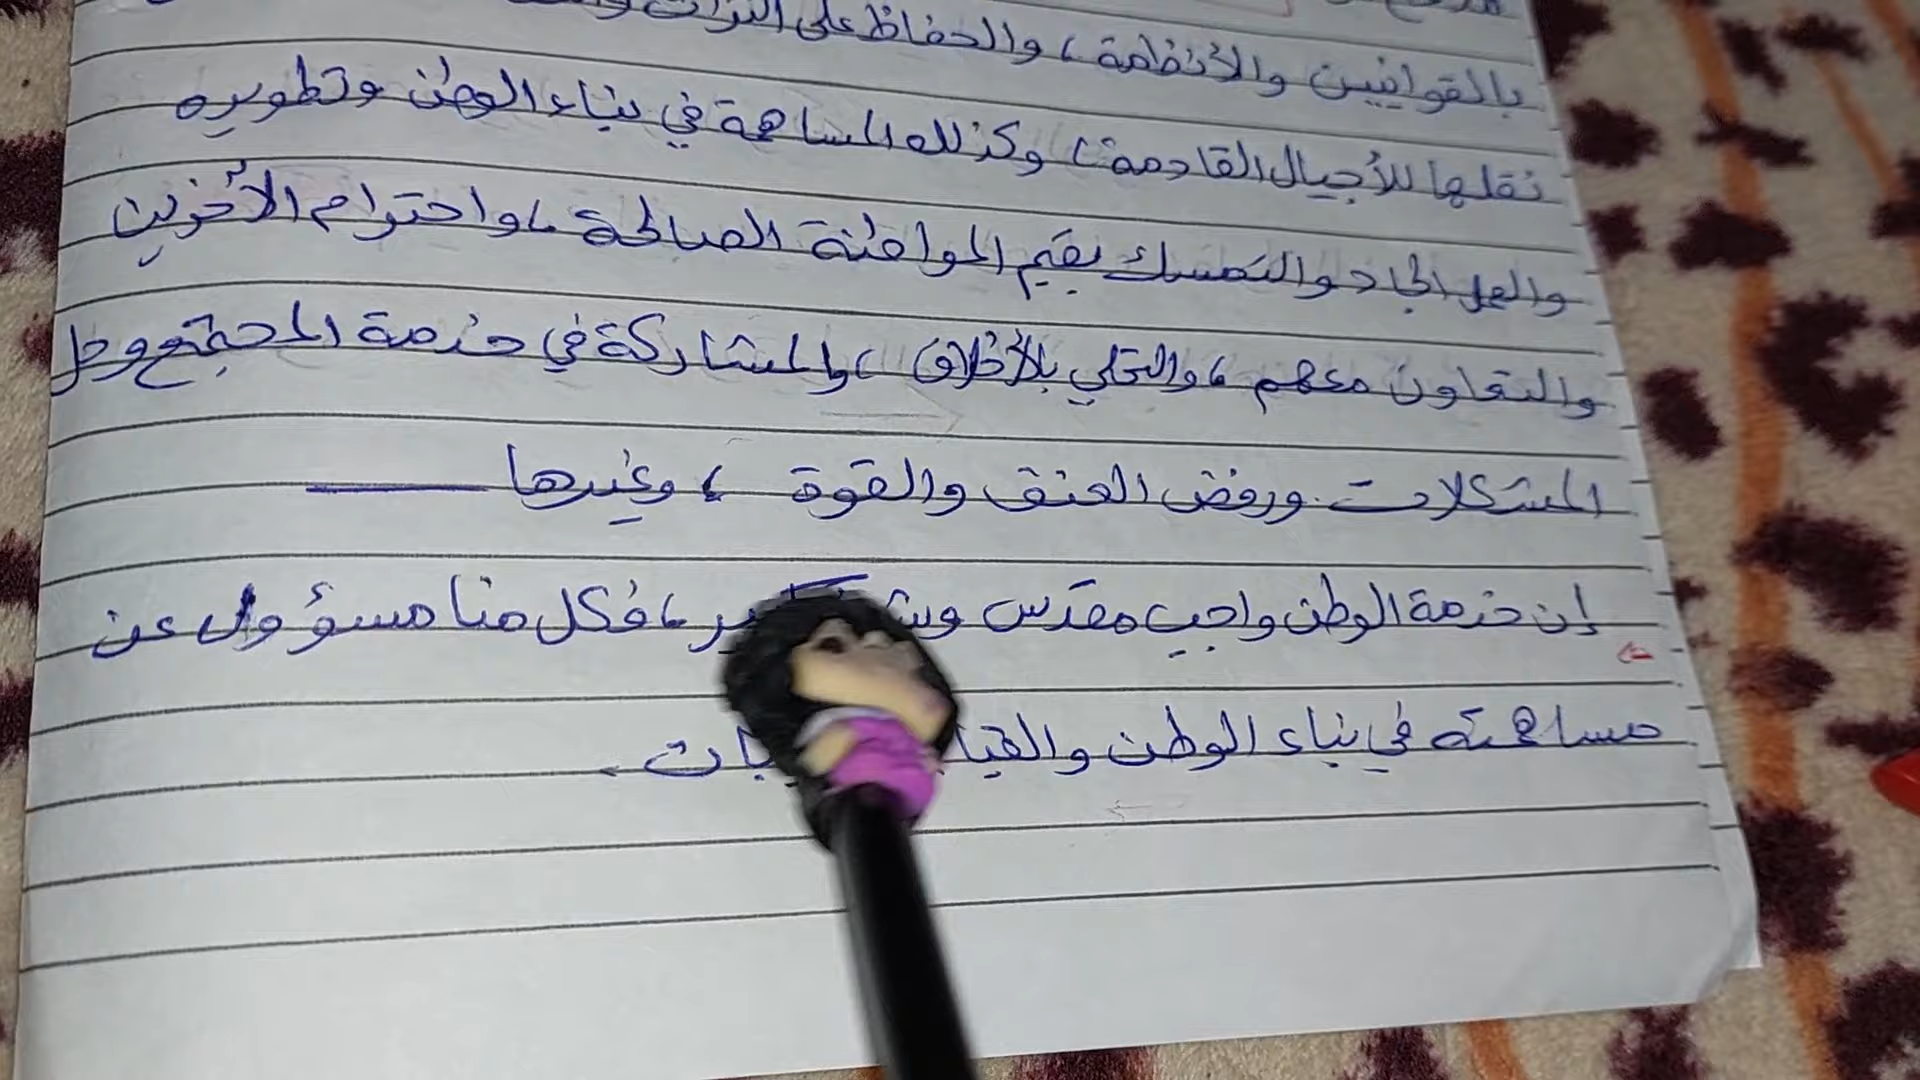 بالقوانين والأنظمة، والحفاظ على التراث
نقلها للأجيال القادمة، وكذلك المساهمة في بناء الوطن وتطويره
والعمل الجاد والتمسك بقيم المواطنة الصالحة، واحترام الآخرين
والتعاون معهم، والتحلي بالأخلاق، والمشاركة في خدمة المجتمع وحل
المشكلات ورفض العنف والقوة، وغيرها
إن خدمة الوطن واجب مقدس فكل منا مسؤول عن
مساهمته في بناء الوطن